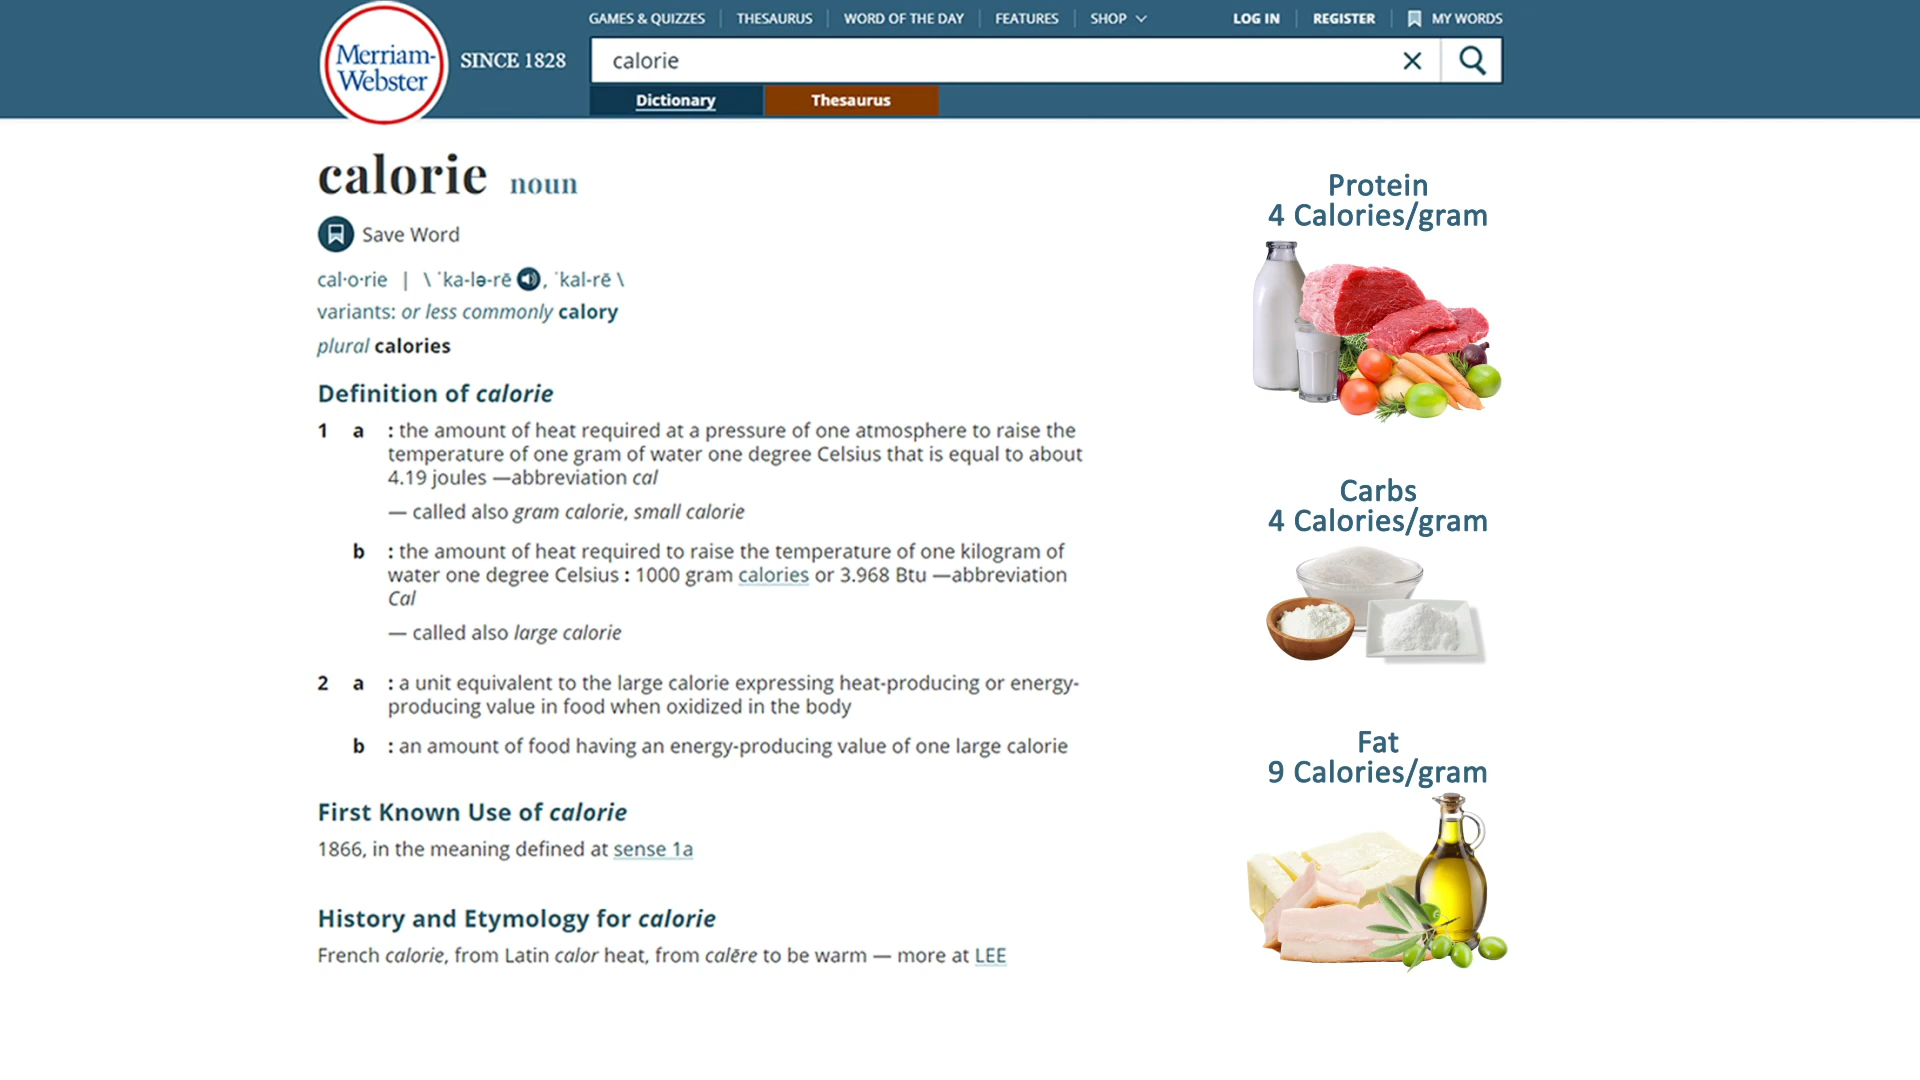 GAMES & QUIZZES
THESAURUS
WORD OF THE DAY
FEATURES
SHOP
LOG IN
REGISTER
MY WORDS
Merriam-
Webster
SINCE 1828
calorie
Dictionary
Thesaurus
calorie noun
Save Word
cal·o·rie | \ ˈka-lə-rē , ˈkal-rē \
variants: or less commonly calory
plural calories
Definition of calorie
1 a : the amount of heat required at a pressure of one atmosphere to raise the
temperature of one gram of water one degree Celsius that is equal to about
4.19 joules —abbreviation cal
— called also gram calorie, small calorie
b : the amount of heat required to raise the temperature of one kilogram of
water one degree Celsius : 1000 gram calories or 3.968 Btu —abbreviation
Cal
— called also large calorie
2 a : a unit equivalent to the large calorie expressing heat-producing or energy-
producing value in food when oxidized in the body
b : an amount of food having an energy-producing value of one large calorie
First Known Use of calorie
1866, in the meaning defined at sense 1a
History and Etymology for calorie
French calorie, from Latin calor heat, from calēre to be warm — more at LEE
Protein
4 Calories/gram
Carbs
4 Calories/gram
Fat
9 Calories/gram